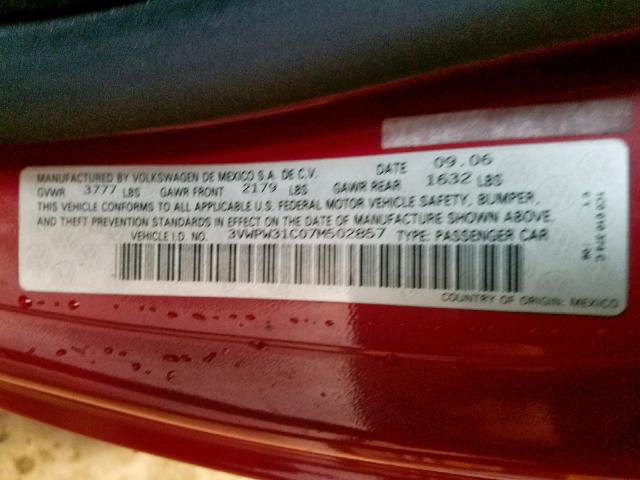 MANUFACTURED BY VOLKSWAGEN DE MEXICO S.A. DE C.V. DATE 09.06
GVWR 3777 LBS GAWR FRONT 2179 LBS GAWR REAR 1632 LBS
THIS VEHICLE CONFORMS TO ALL APPLICABLE U.S. FEDERAL MOTOR VEHICLE SAFETY, BUMPER,
AND THEFT PREVENTION STANDARDS IN EFFECT ON THE DATE OF MANUFACTURE SHOWN ABOVE.
VEHICLE I.D. NO. 3VWPW31C07M502857 TYPE: PASSENGER CAR
COUNTRY OF ORIGIN: MEXICO